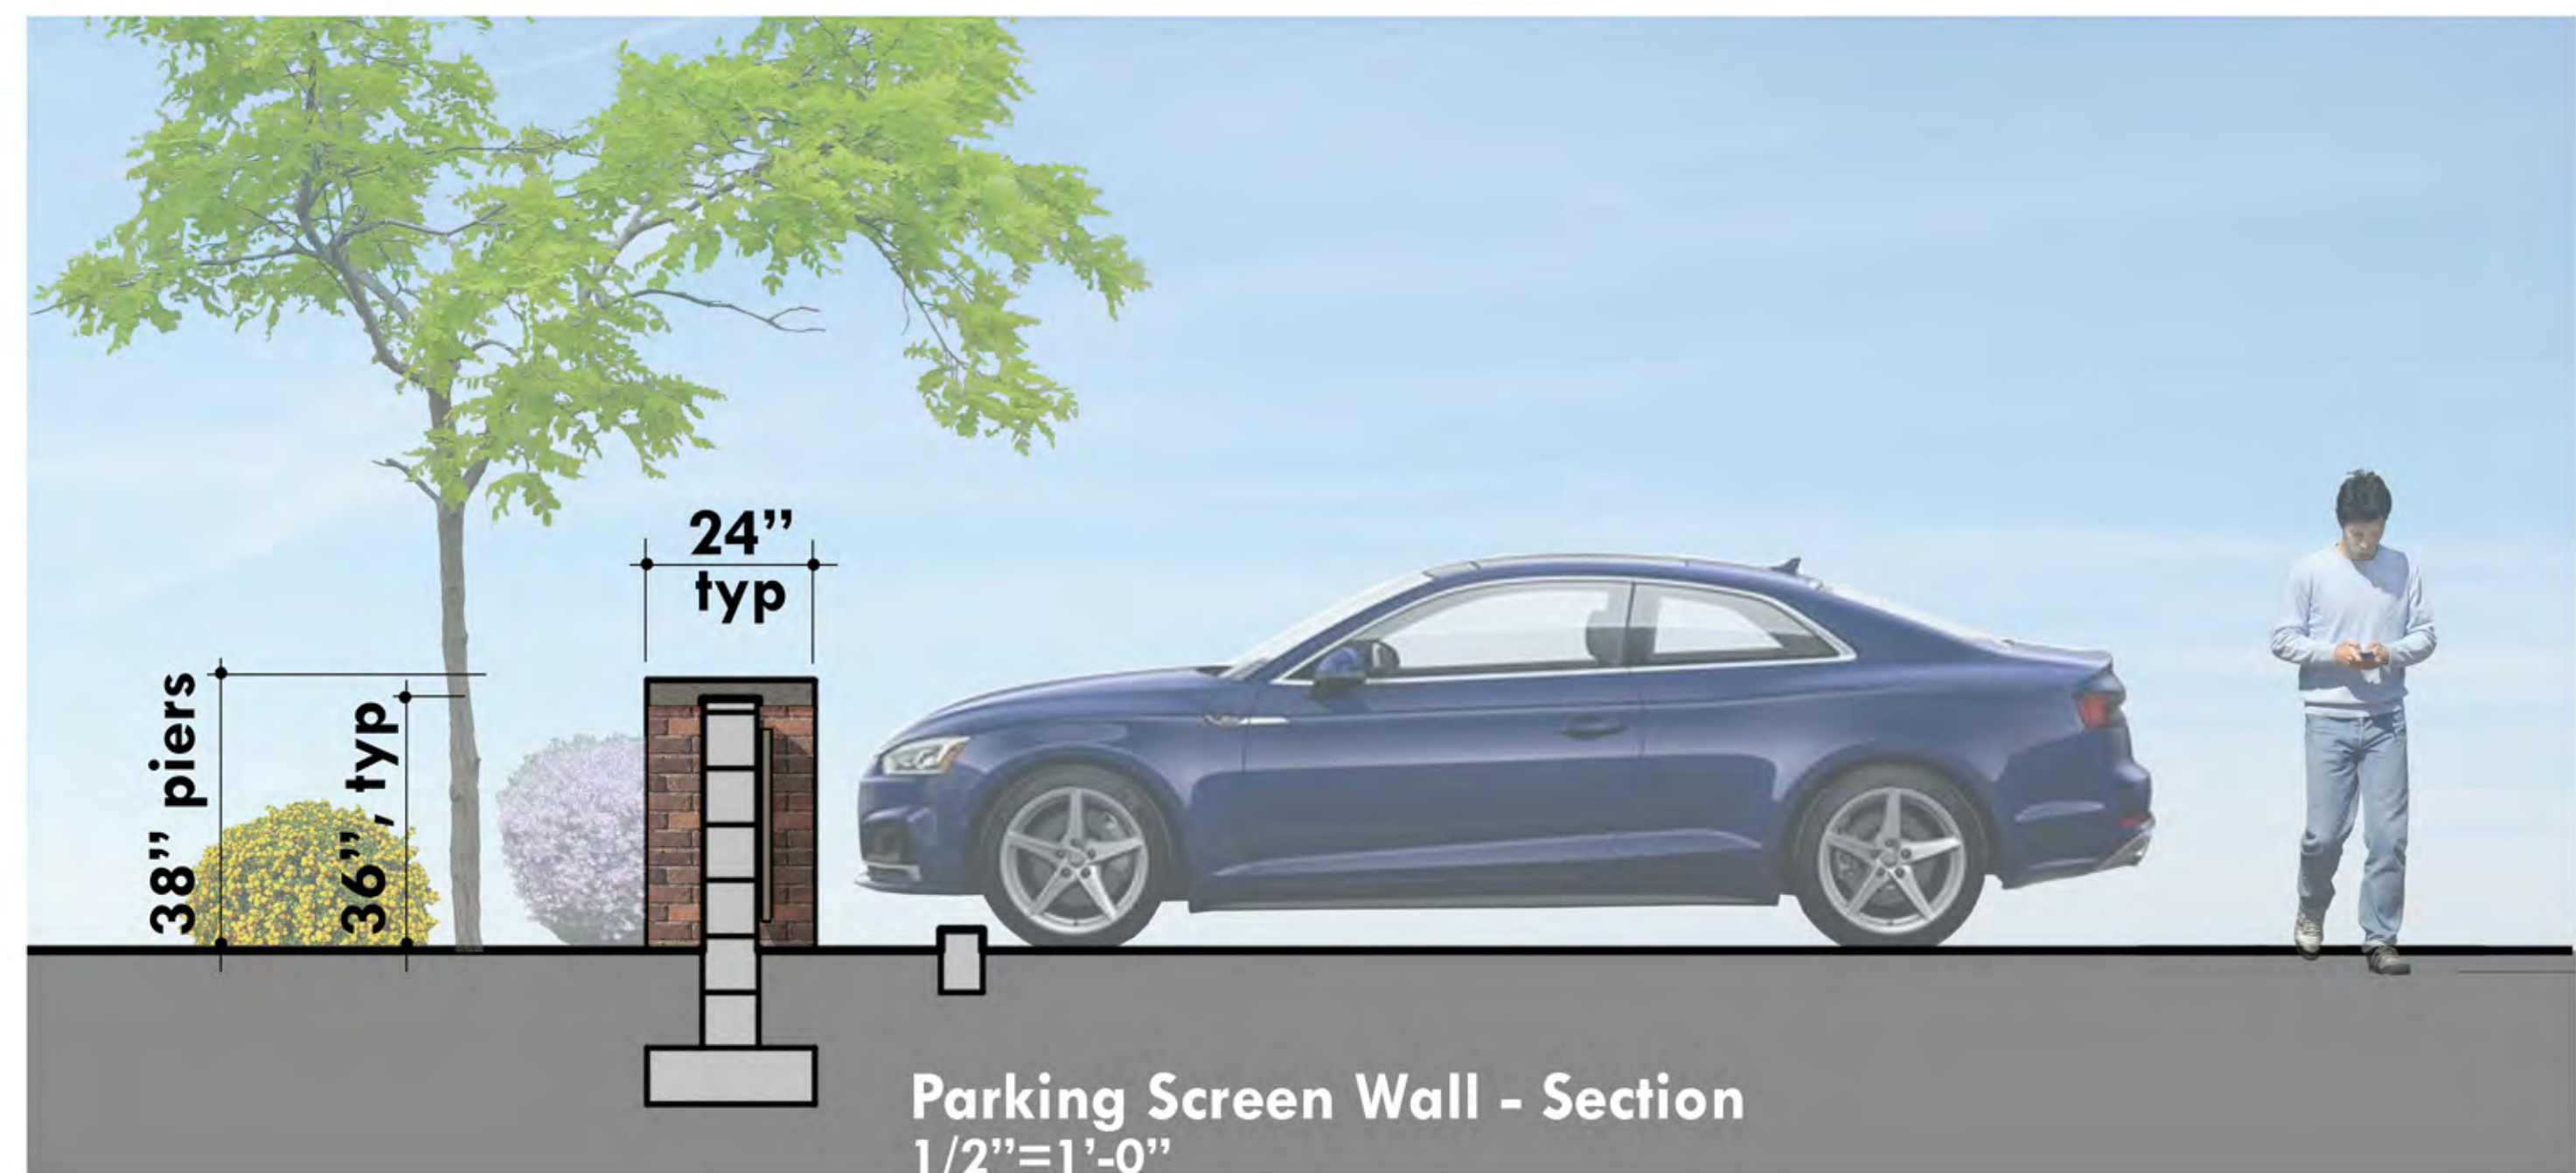 24”
typ
38” piers
36”, typ
Parking Screen Wall - Section
1/2”=1’-0”